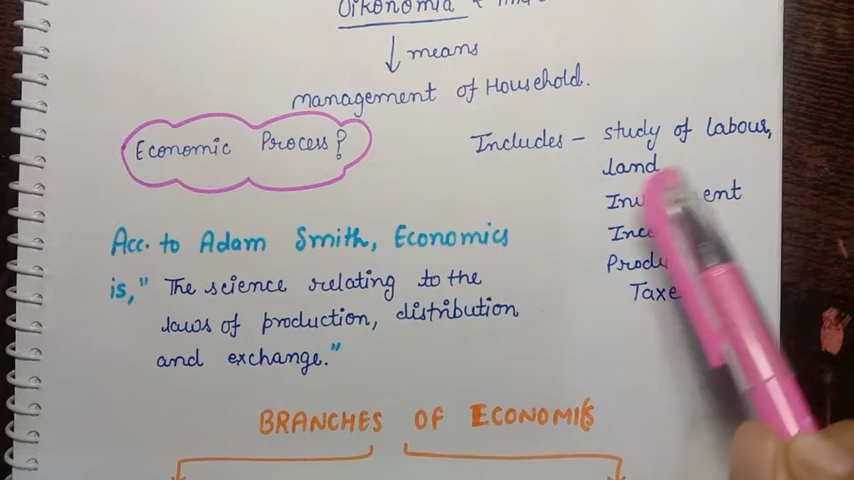 Oikonomia
means
management of Household.
Economic Process?
Includes - study of labour,
land
Acc. to Adam Smith, Economics
is," The science relating to the
laws of production, distribution
and exchange."
BRANCHES OF ECONOMICS